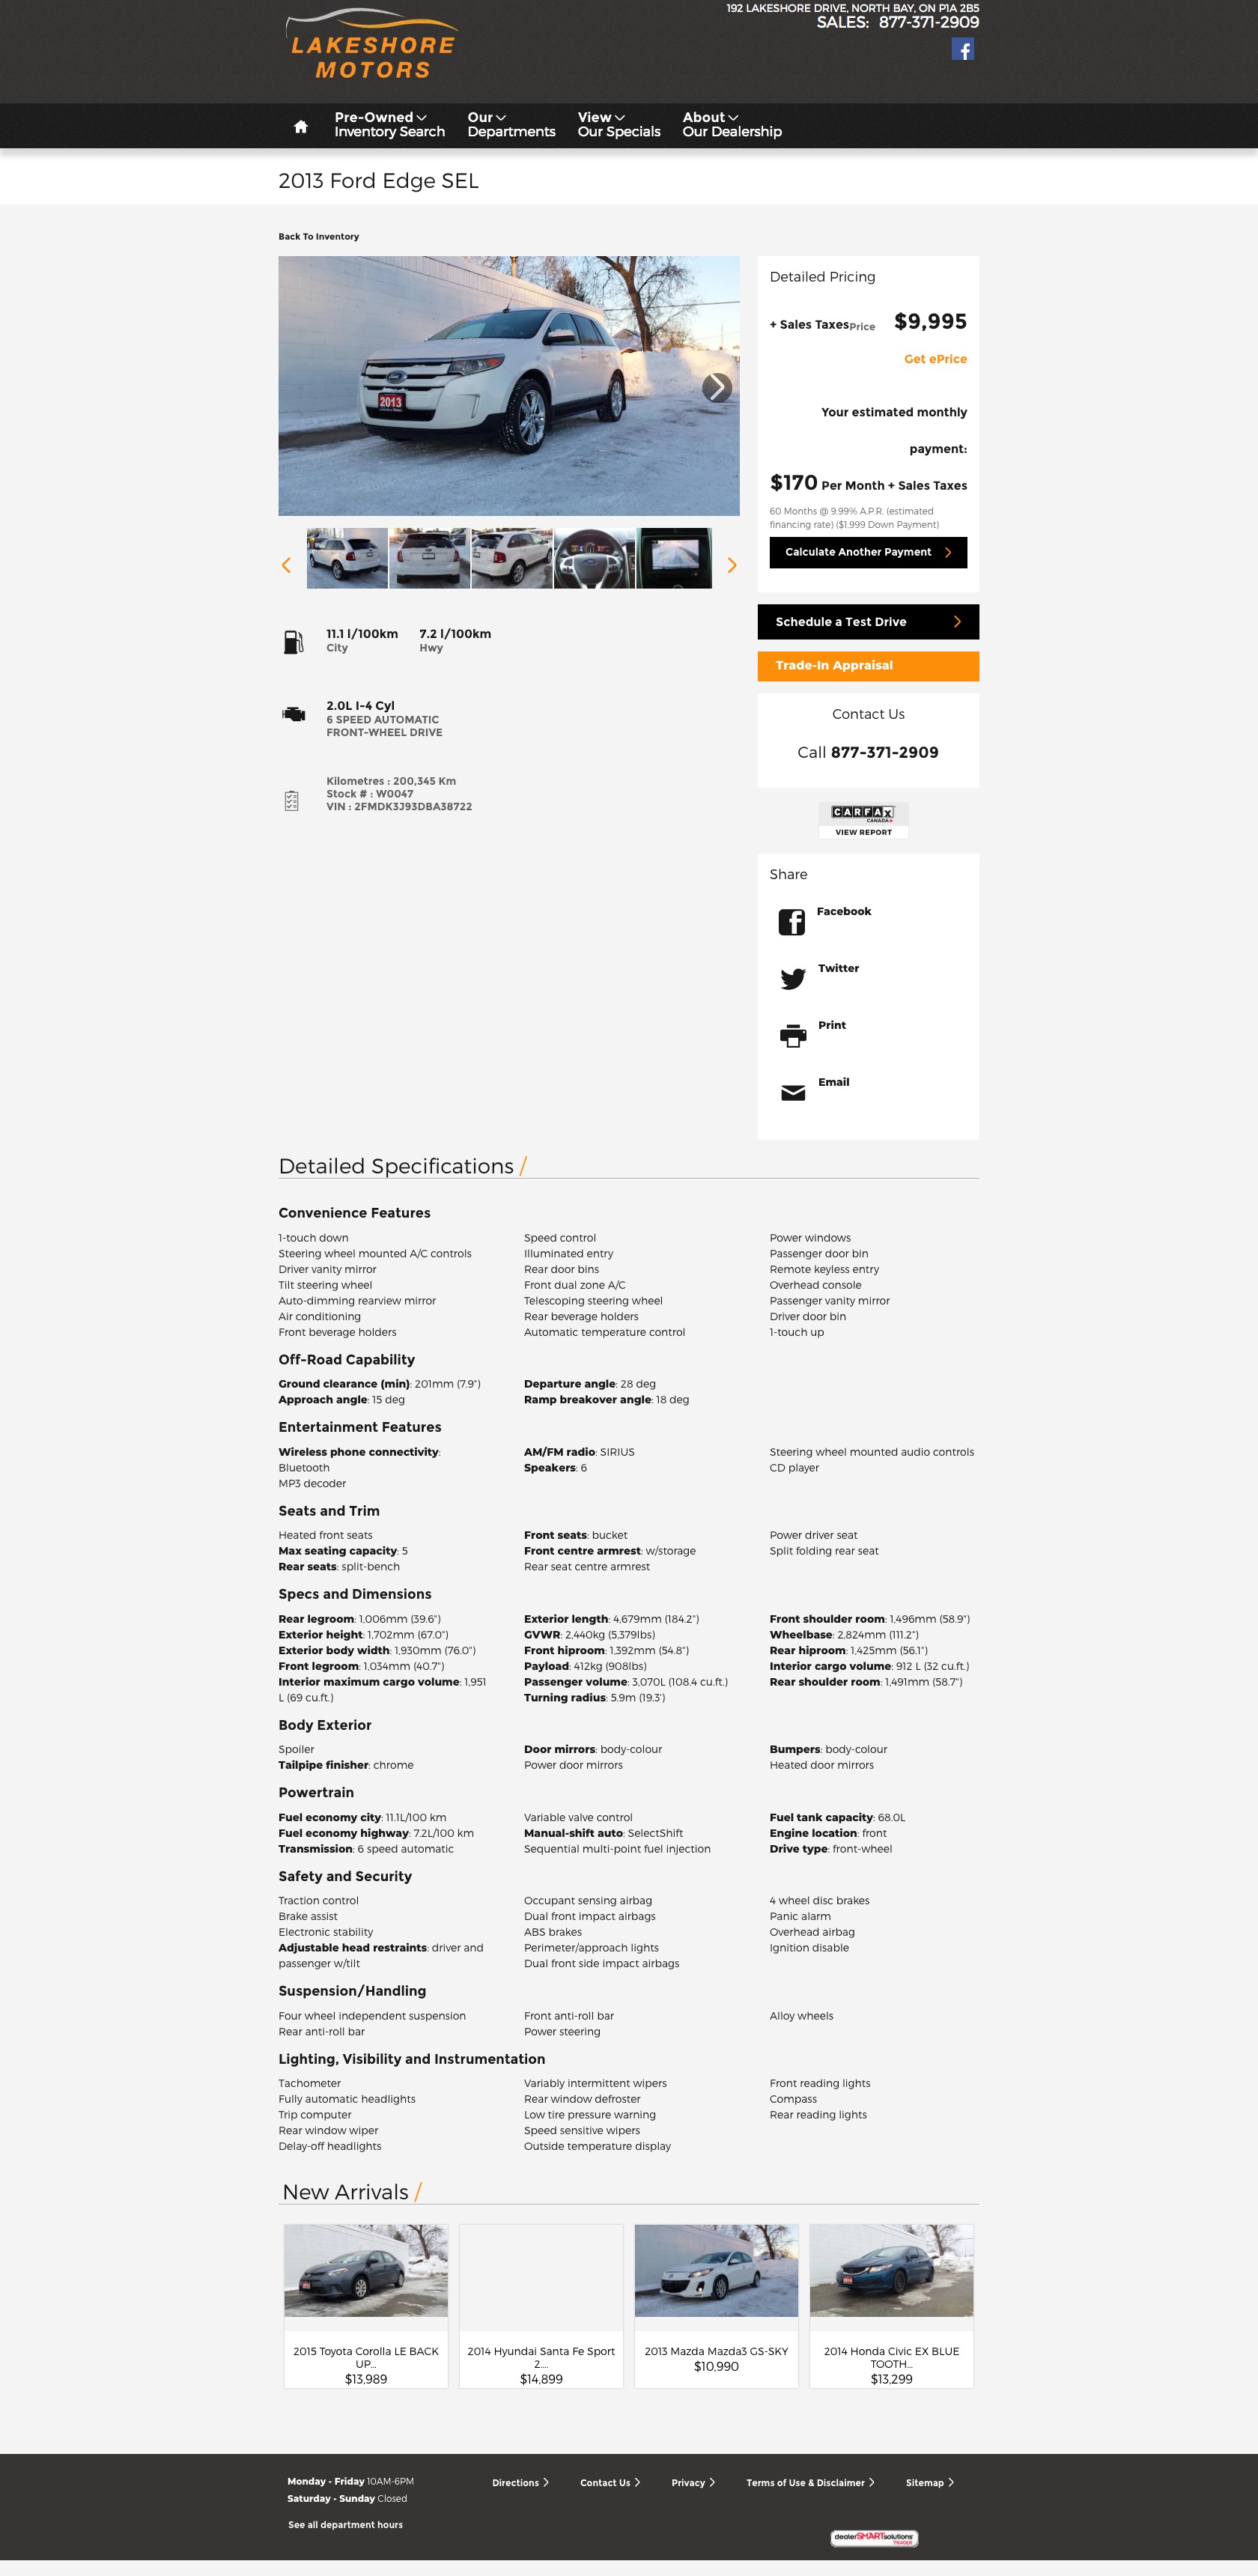 LAKESHORE
MOTORS
192 LAKESHORE DRIVE, NORTH BAY, ON P1A 2B5
SALES: 877-371-2909
Pre-Owned
Inventory Search
Our
Departments
View
Our Specials
About
Our Dealership
2013 Ford Edge SEL
Back To Inventory
2013
Detailed Pricing
+ Sales Taxes Price $9,995
Get ePrice
Your estimated monthly
payment:
$170 Per Month + Sales Taxes
60 Months @ 9.99% A.P.R. (estimated
financing rate) ($1,999 Down Payment)
Calculate Another Payment
Schedule a Test Drive
Trade-In Appraisal
Contact Us
Call 877-371-2909
CARFAX
CANADA
VIEW REPORT
Share
Facebook
Twitter
Print
Email
11.1 l/100km 7.2 l/100km
City Hwy
2.0L I-4 Cyl
6 SPEED AUTOMATIC
FRONT-WHEEL DRIVE
Kilometres : 200,345 Km
Stock # : W0047
VIN : 2FMDK3J93DBA38722
Detailed Specifications /
Convenience Features
1-touch down Speed control Power windows
Steering wheel mounted A/C controls Illuminated entry Passenger door bin
Driver vanity mirror Rear door bins Remote keyless entry
Tilt steering wheel Front dual zone A/C Overhead console
Auto-dimming rearview mirror Telescoping steering wheel Passenger vanity mirror
Air conditioning Rear beverage holders Driver door bin
Front beverage holders Automatic temperature control 1-touch up
Off-Road Capability
Ground clearance (min): 201mm (7.9") Departure angle: 28 deg
Approach angle: 15 deg Ramp breakover angle: 18 deg
Entertainment Features
Wireless phone connectivity: AM/FM radio: SIRIUS Steering wheel mounted audio controls
Bluetooth Speakers: 6 CD player
MP3 decoder
Seats and Trim
Heated front seats Front seats: bucket Power driver seat
Max seating capacity: 5 Front centre armrest: w/storage Split folding rear seat
Rear seats: split-bench Rear seat centre armrest
Specs and Dimensions
Rear legroom: 1,006mm (39.6") Exterior length: 4,679mm (184.2") Front shoulder room: 1,496mm (58.9")
Exterior height: 1,702mm (67.0") GVWR: 2,440kg (5,379lbs) Wheelbase: 2,824mm (111.2")
Exterior body width: 1,930mm (76.0") Front hiproom: 1,392mm (54.8") Rear hiproom: 1,425mm (56.1")
Front legroom: 1,034mm (40.7") Payload: 412kg (908lbs) Interior cargo volume: 912 L (32 cu.ft.)
Interior maximum cargo volume: 1,951 Passenger volume: 3,070L (108.4 cu.ft.) Rear shoulder room: 1,491mm (58.7")
L (69 cu.ft.) Turning radius: 5.9m (19.3')
Body Exterior
Spoiler Door mirrors: body-colour Bumpers: body-colour
Tailpipe finisher: chrome Power door mirrors Heated door mirrors
Powertrain
Fuel economy city: 11.1L/100 km Variable valve control Fuel tank capacity: 68.0L
Fuel economy highway: 7.2L/100 km Manual-shift auto: SelectShift Engine location: front
Transmission: 6 speed automatic Sequential multi-point fuel injection Drive type: front-wheel
Safety and Security
Traction control Occupant sensing airbag 4 wheel disc brakes
Brake assist Dual front impact airbags Panic alarm
Electronic stability ABS brakes Overhead airbag
Adjustable head restraints: driver and Perimeter/approach lights Ignition disable
passenger w/tilt Dual front side impact airbags
Suspension/Handling
Four wheel independent suspension Front anti-roll bar Alloy wheels
Rear anti-roll bar Power steering
Lighting, Visibility and Instrumentation
Tachometer Variably intermittent wipers Front reading lights
Fully automatic headlights Rear window defroster Compass
Trip computer Low tire pressure warning Rear reading lights
Rear window wiper Speed sensitive wipers
Delay-off headlights Outside temperature display
New Arrivals /
2015 Toyota Corolla LE BACK
UP...
$13,989
2014 Hyundai Santa Fe Sport
2....
$14,899
2013 Mazda Mazda3 GS-SKY
$10,990
2014 Honda Civic EX BLUE
TOOTH...
$13,299
Monday - Friday 10AM-6PM
Saturday - Sunday Closed
See all department hours
Directions Contact Us Privacy Terms of Use & Disclaimer Sitemap
dealerSMARTsolutions
TRADER